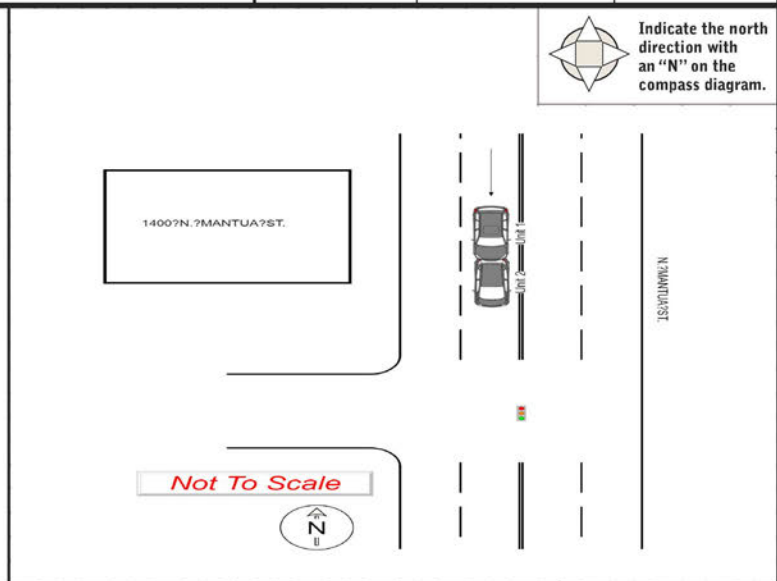 Indicate the north
direction with
an “N” on the
compass diagram.
1400?N.?MANTUA?ST.
Unit 1
Unit 2
N.?MANTUA?ST.
Not To Scale
N